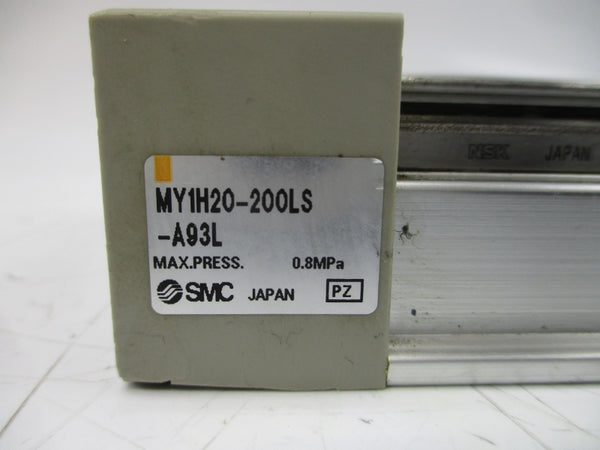 MY1H20-200LS
-A93L
MAX.PRESS. 0.8MPa
SMC JAPAN PZ
NSK JAPAN